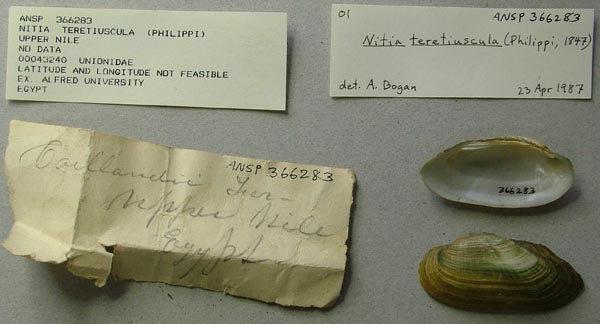 ANSP 366283
NITIA TERETIUSCULA (PHILIPPI)
UPPER NILE
NO DATA
00043240 UNIONIDAE
LATITUDE AND LONGITUDE NOT FEASIBLE
EX. ALFRED UNIVERSITY
EGYPT
01 ANSP 366283
Nitia teretiuscula (Philippi, 1847)
det. A. Bogan 23 Apr 1987
ANSP 366283
Caillandii Fer.
Upper Nile
Egypt
366283